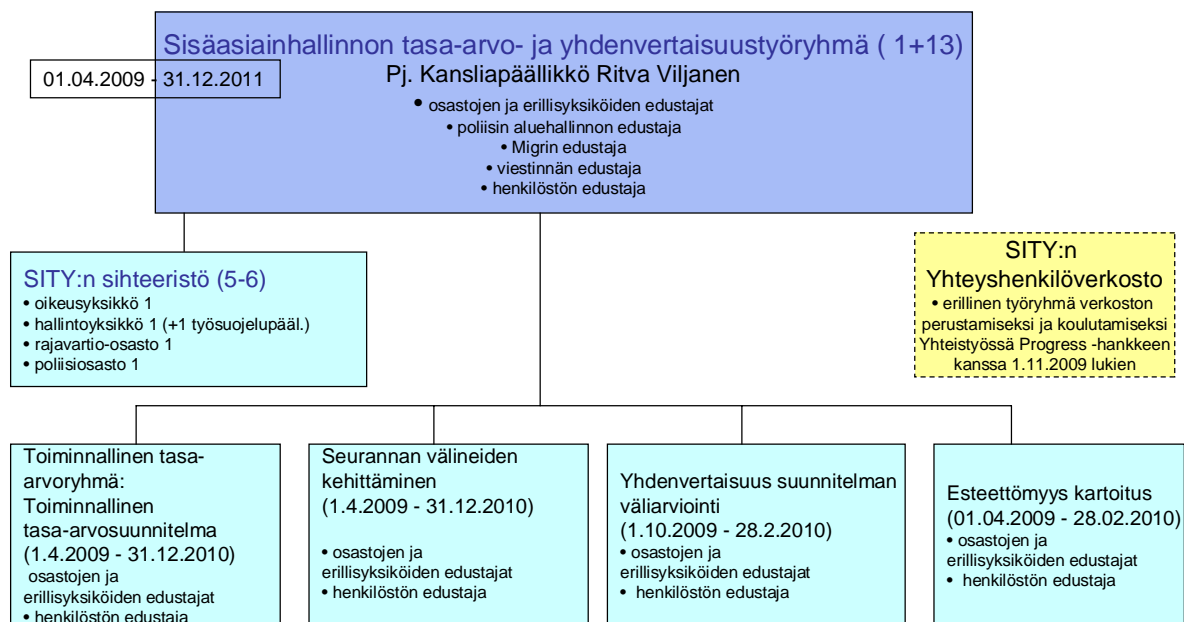 Sisäasiainhallinnon tasa-arvo- ja yhdenvertaisuustyöryhmä ( 1+13)
01.04.2009 - 31.12.2011
Pj. Kansliapäällikkö Ritva Viljanen
• osastojen ja erillisyksiköiden edustajat
• poliisin aluehallinnon edustaja
• Migrin edustaja
• viestinnän edustaja
• henkilöstön edustaja
SITY:n sihteeristö (5-6)
• oikeusyksikkö 1
• hallintoyksikkö 1 (+1 työsuojelupääl.)
• rajavartio-osasto 1
• poliisiosasto 1
SITY:n
Yhteyshenkilöverkosto
• erillinen työryhmä verkoston
perustamiseksi ja koulutamiseksi
Yhteistyössä Progress -hankkeen
kanssa 1.11.2009 lukien
Toiminnallinen tasa-
arvoryhmä:
Toiminnallinen
tasa-arvosuunnitelma
(1.4.2009 - 31.12.2010)
osastojen ja
erillisyksiköiden edustajat
• henkilöstön edustaja
Seurannan välineiden
kehittäminen
(1.4.2009 - 31.12.2010)
• osastojen ja
erillisyksiköiden edustajat
• henkilöstön edustaja
Yhdenvertaisuus suunnitelman
väliarviointi
(1.10.2009 - 28.2.2010)
• osastojen ja
erillisyksiköiden edustajat
• henkilöstön edustaja
Esteettömyys kartoitus
(01.04.2009 - 28.02.2010)
• osastojen ja
erillisyksiköiden edustajat
• henkilöstön edustaja